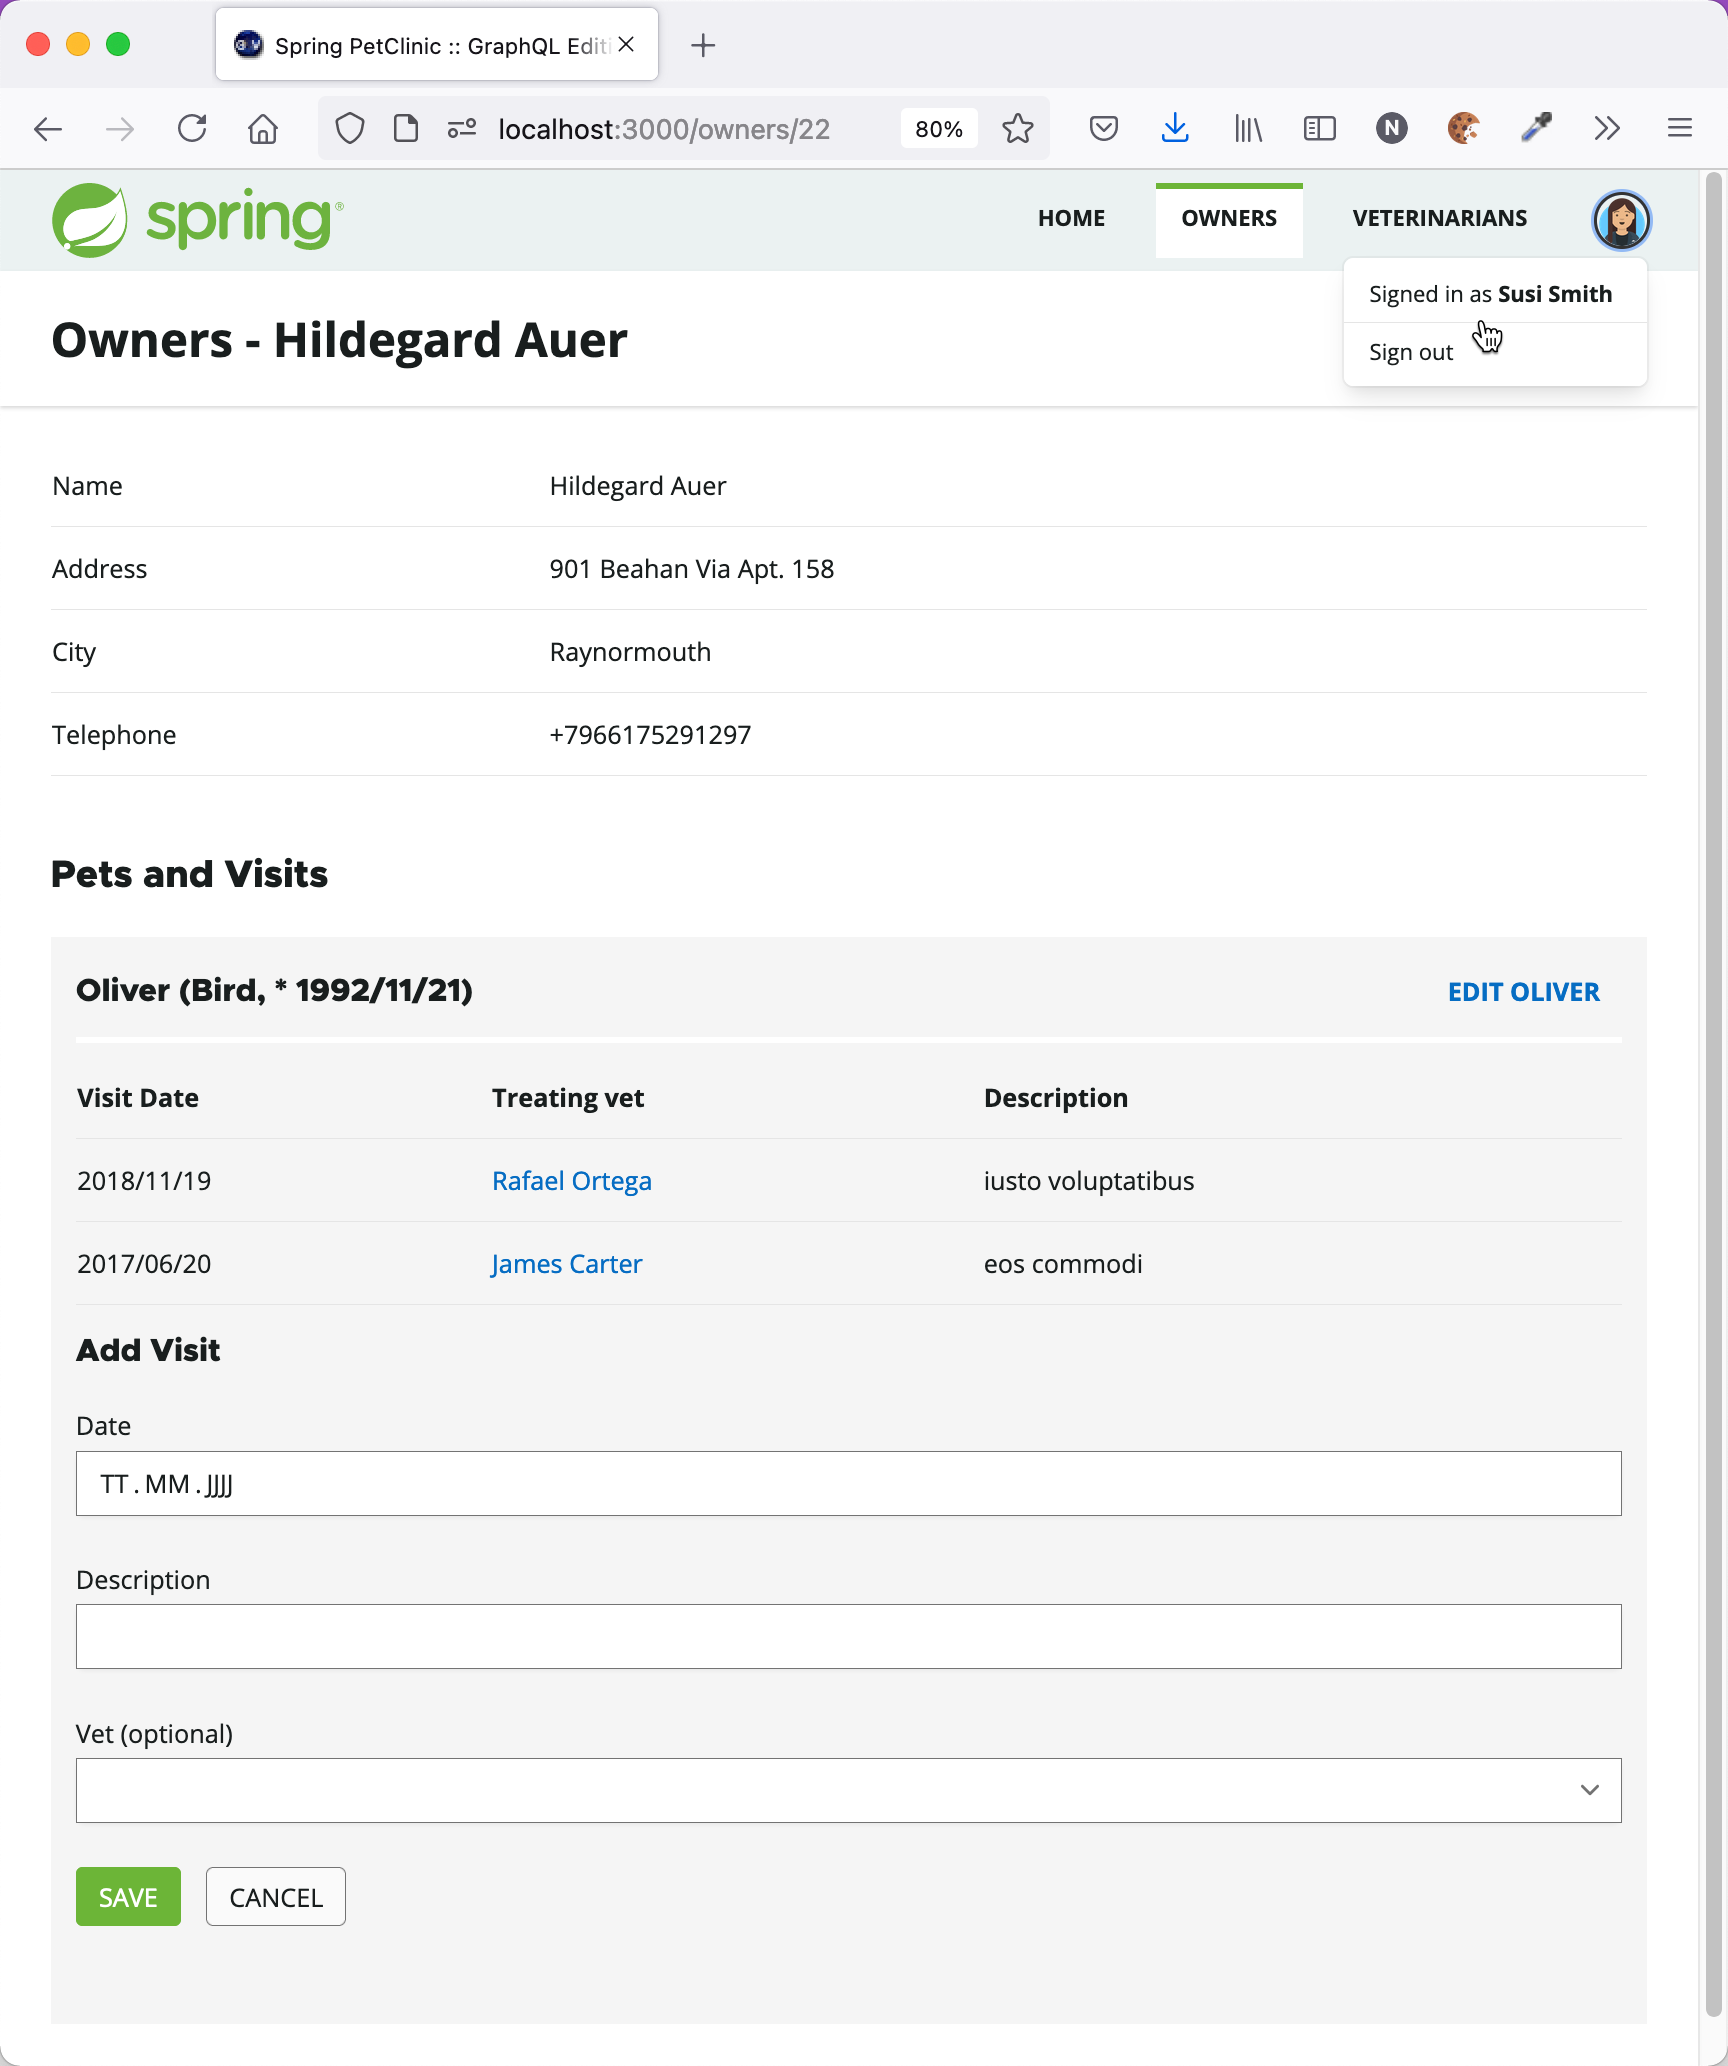 Spring PetClinic :: GraphQL Editi
localhost:3000/owners/22
80%
N
spring®
HOME
OWNERS
VETERINARIANS
Signed in as Susi Smith
Sign out
Owners - Hildegard Auer
Name Hildegard Auer
Address 901 Beahan Via Apt. 158
City Raynormouth
Telephone +7966175291297
Pets and Visits
Oliver (Bird, * 1992/11/21) EDIT OLIVER
Visit Date Treating vet Description
2018/11/19 Rafael Ortega iusto voluptatibus
2017/06/20 James Carter eos commodi
Add Visit
Date
TT.MM.JJJJ
Description
Vet (optional)
SAVE CANCEL